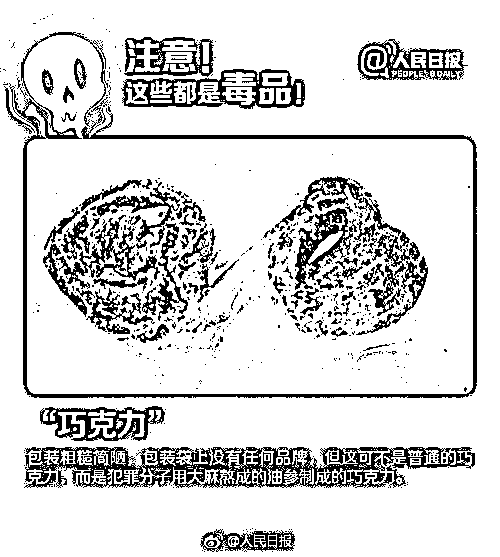 注意!
这些都是毒品!
@人民日报
PEOPLE'S DAILY
“巧克力”
包装粗糙简陋,包装袋上没有任何品牌,但这可不是普通的巧
克力,而是犯罪分子用大麻熬成的油参制成的巧克力。
@人民日报